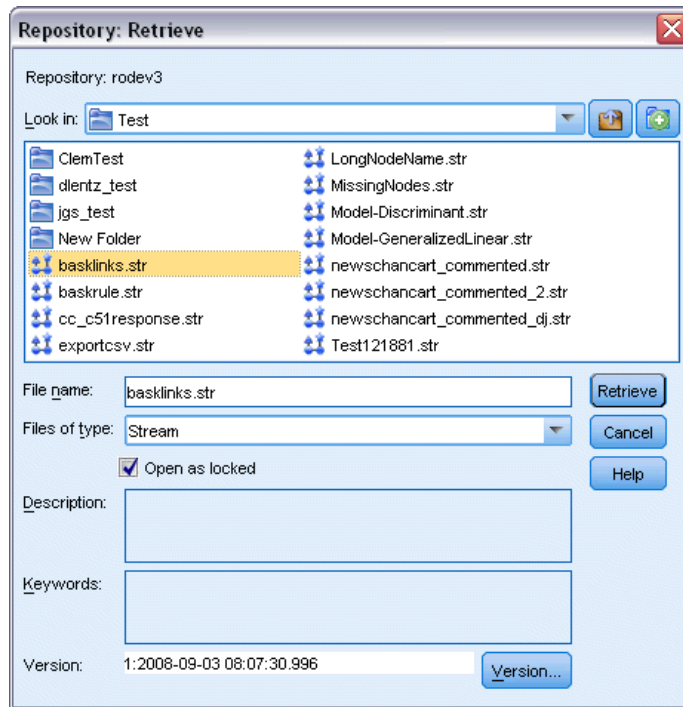 Repository: Retrieve
Repository: rodev3
Look in: Test
ClemTest
dlentz_test
jgs_test
New Folder
basklinks.str
baskrule.str
cc_c51response.str
exportcsv.str
LongNodeName.str
MissingNodes.str
Model-Discriminant.str
Model-GeneralizedLinear.str
newschancart_commented.str
newschancart_commented_2.str
newschancart_commented_dj.str
Test121881.str
File name: basklinks.str Retrieve
Files of type: Stream Cancel
Open as locked Help
Description:
Keywords:
Version: 1:2008-09-03 08:07:30.996 Version...